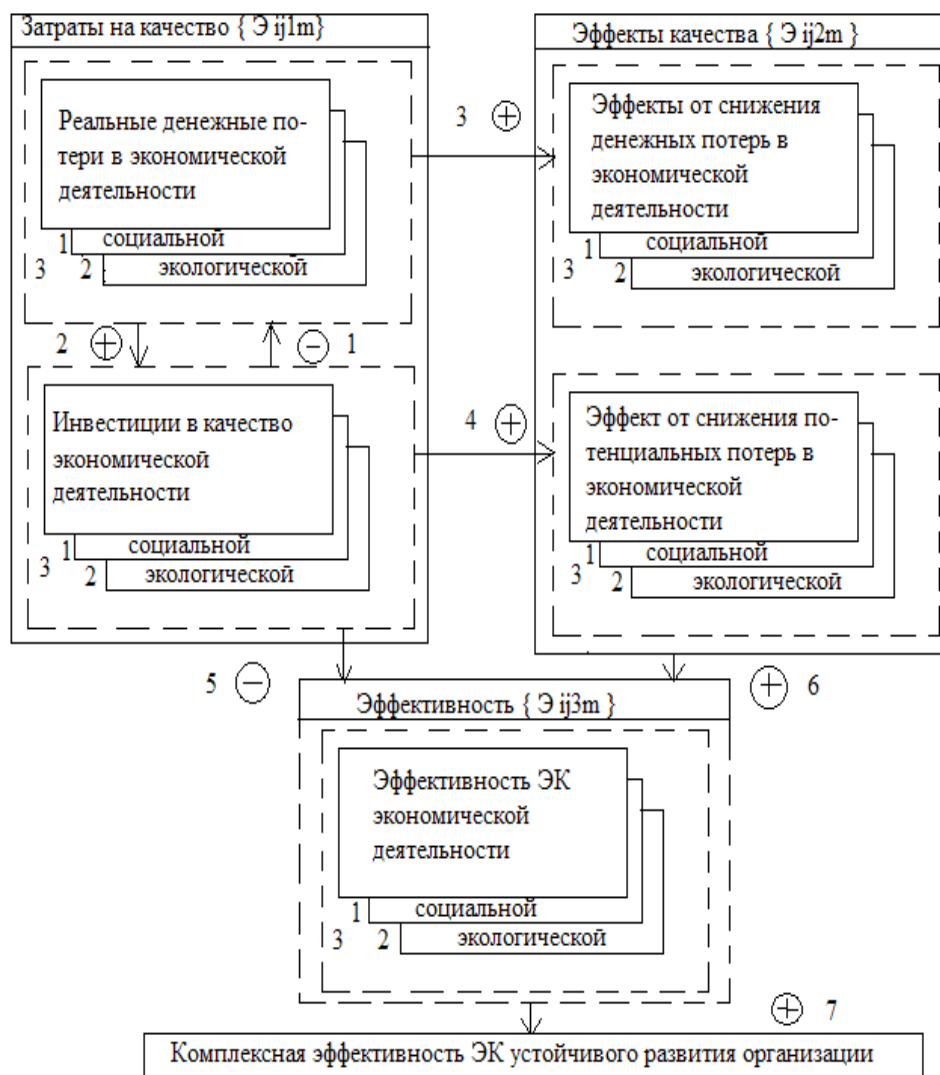 Затраты на качество { Э ij1m}
Реальные денежные по-
тери в экономической
деятельности
1 социальной
3 2 экологической
Эффекты качества { Э ij2m }
Эффекты от снижения
денежных потерь в
экономической
деятельности
1 социальной
3 2 экологической
3 +
2 +
− 1
Инвестиции в качество
экономической
деятельности
1 социальной
3 2 экологической
4 +
Эффект от снижения по-
тенциальных потерь в
экономической
деятельности
1 социальной
3 2 экологической
5 −
+ 6
Эффективность { Э ij3m }
Эффективность ЭК
экономической
деятельности
1 социальной
3 2 экологической
+ 7
Комплексная эффективность ЭК устойчивого развития организации